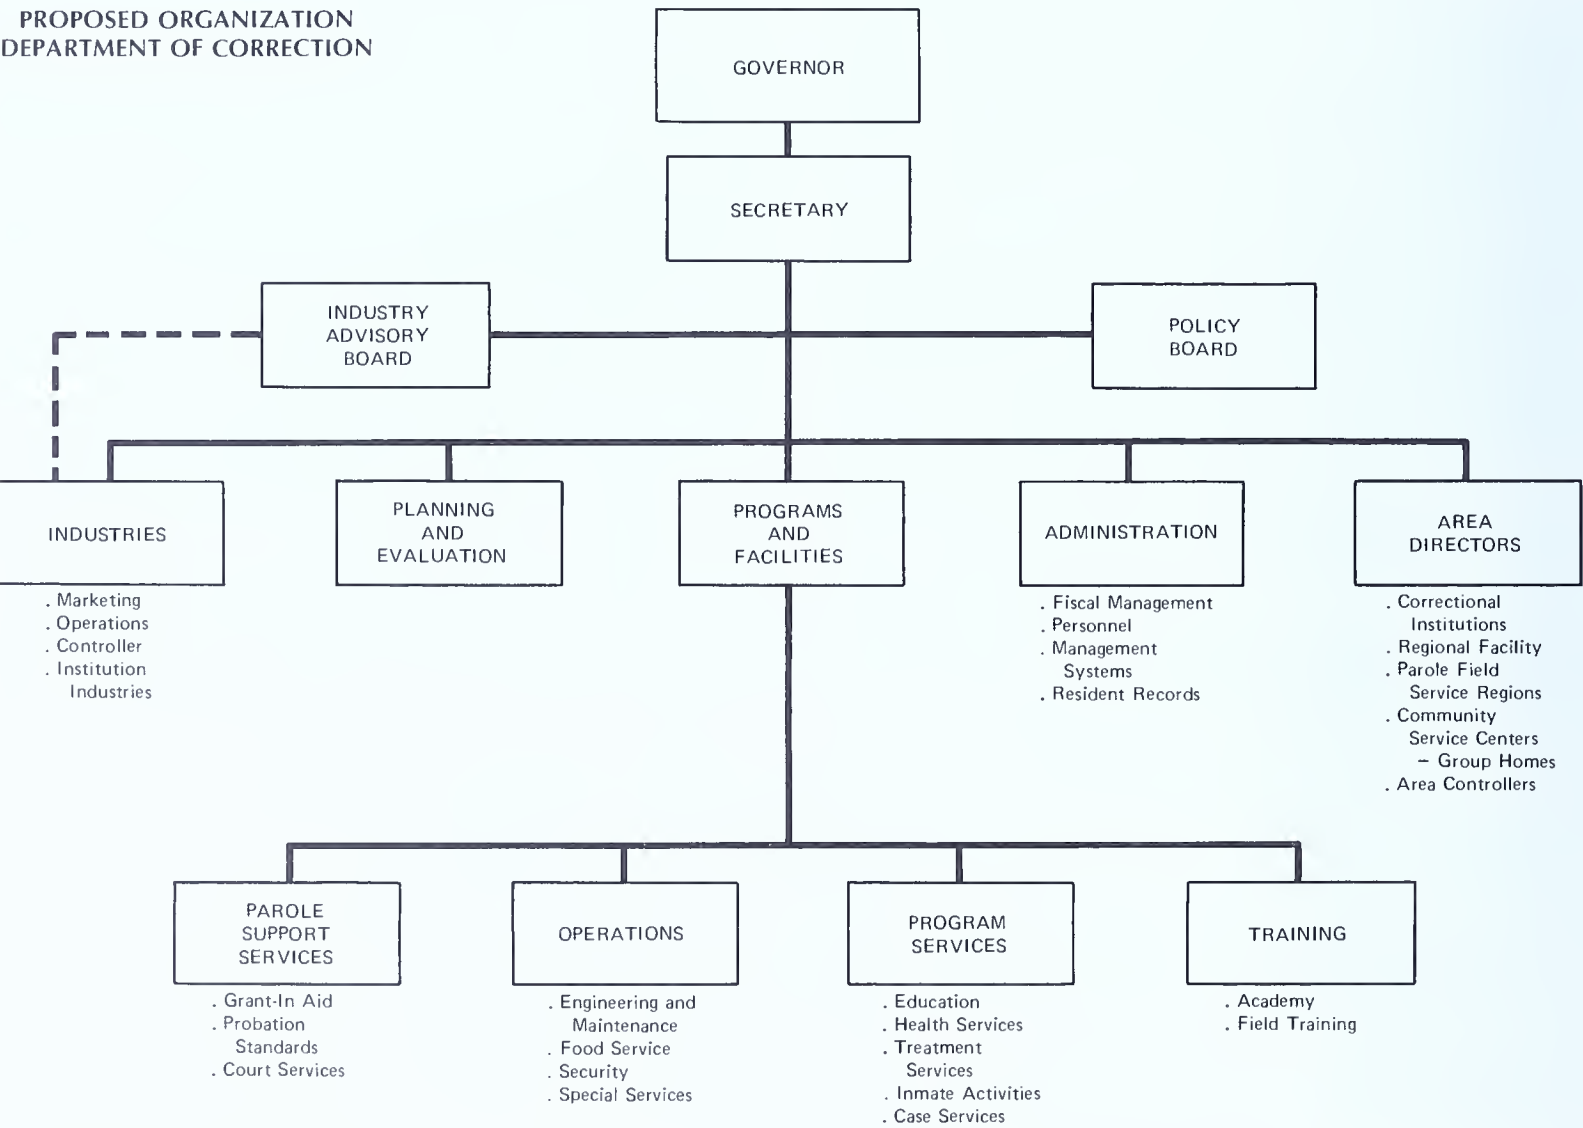 PROPOSED ORGANIZATION
DEPARTMENT OF CORRECTION
GOVERNOR
SECRETARY
INDUSTRY
ADVISORY
BOARD
POLICY
BOARD
INDUSTRIES
. Marketing
. Operations
. Controller
. Institution
Industries
PLANNING
AND
EVALUATION
PROGRAMS
AND
FACILITIES
ADMINISTRATION
. Fiscal Management
. Personnel
. Management
Systems
. Resident Records
AREA
DIRECTORS
. Correctional
Institutions
. Regional Facility
. Parole Field
Service Regions
. Community
Service Centers
– Group Homes
. Area Controllers
PAROLE
SUPPORT
SERVICES
. Grant-In Aid
. Probation
Standards
. Court Services
OPERATIONS
. Engineering and
Maintenance
. Food Service
. Security
. Special Services
PROGRAM
SERVICES
. Education
. Health Services
. Treatment
Services
. Inmate Activities
. Case Services
TRAINING
. Academy
. Field Training